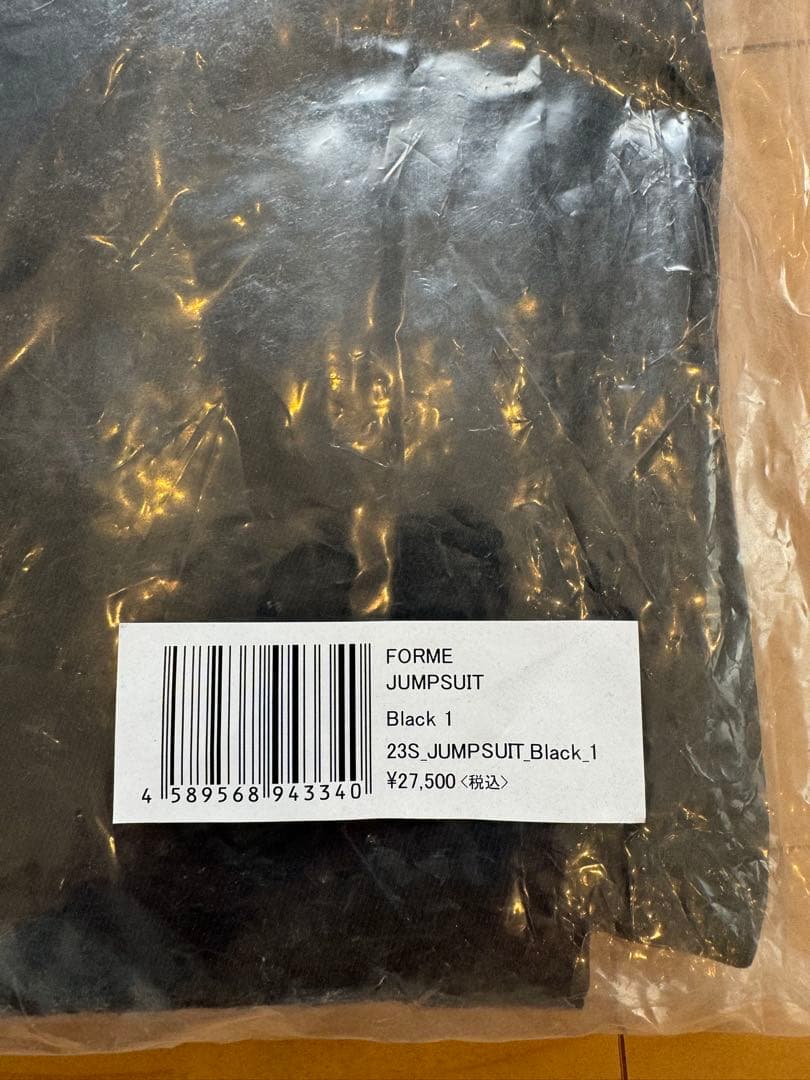 FORME
JUMPSUIT
Black 1
23S_JUMPSUIT_Black_1
¥27,500〈税込〉
4 589568 943340